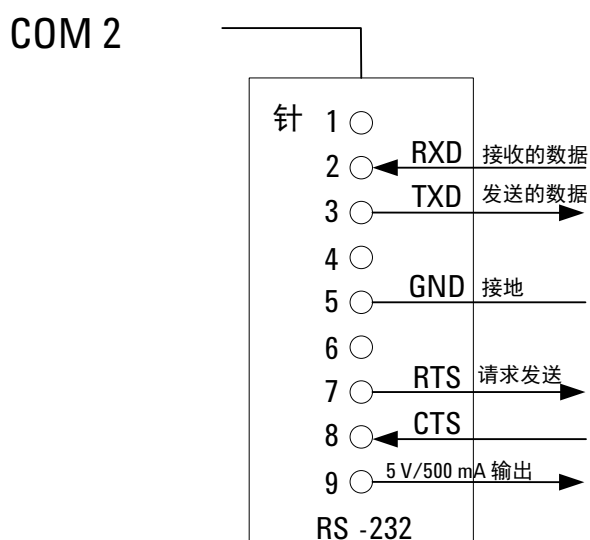 COM 2
针 1
2 RXD 接收的数据
3 TXD 发送的数据
4
5 GND 接地
6
7 RTS 请求发送
8 CTS
9 5 V/500 mA 输出
RS -232